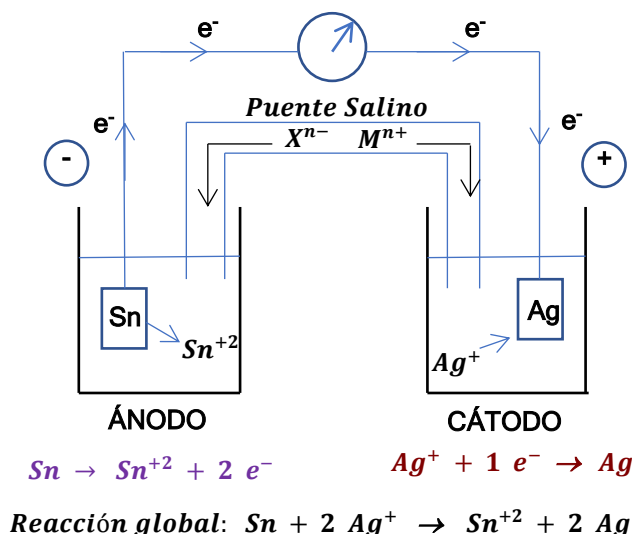 e⁻ e⁻
Puente Salino
e⁻ Xⁿ⁻ Mⁿ⁺ e⁻
- +
Sn Ag
Sn⁺² Ag⁺
ÁNODO CÁTODO
Sn → Sn⁺² + 2 e⁻ Ag⁺ + 1 e⁻ → Ag
Reacción global: Sn + 2 Ag⁺ → Sn⁺² + 2 Ag